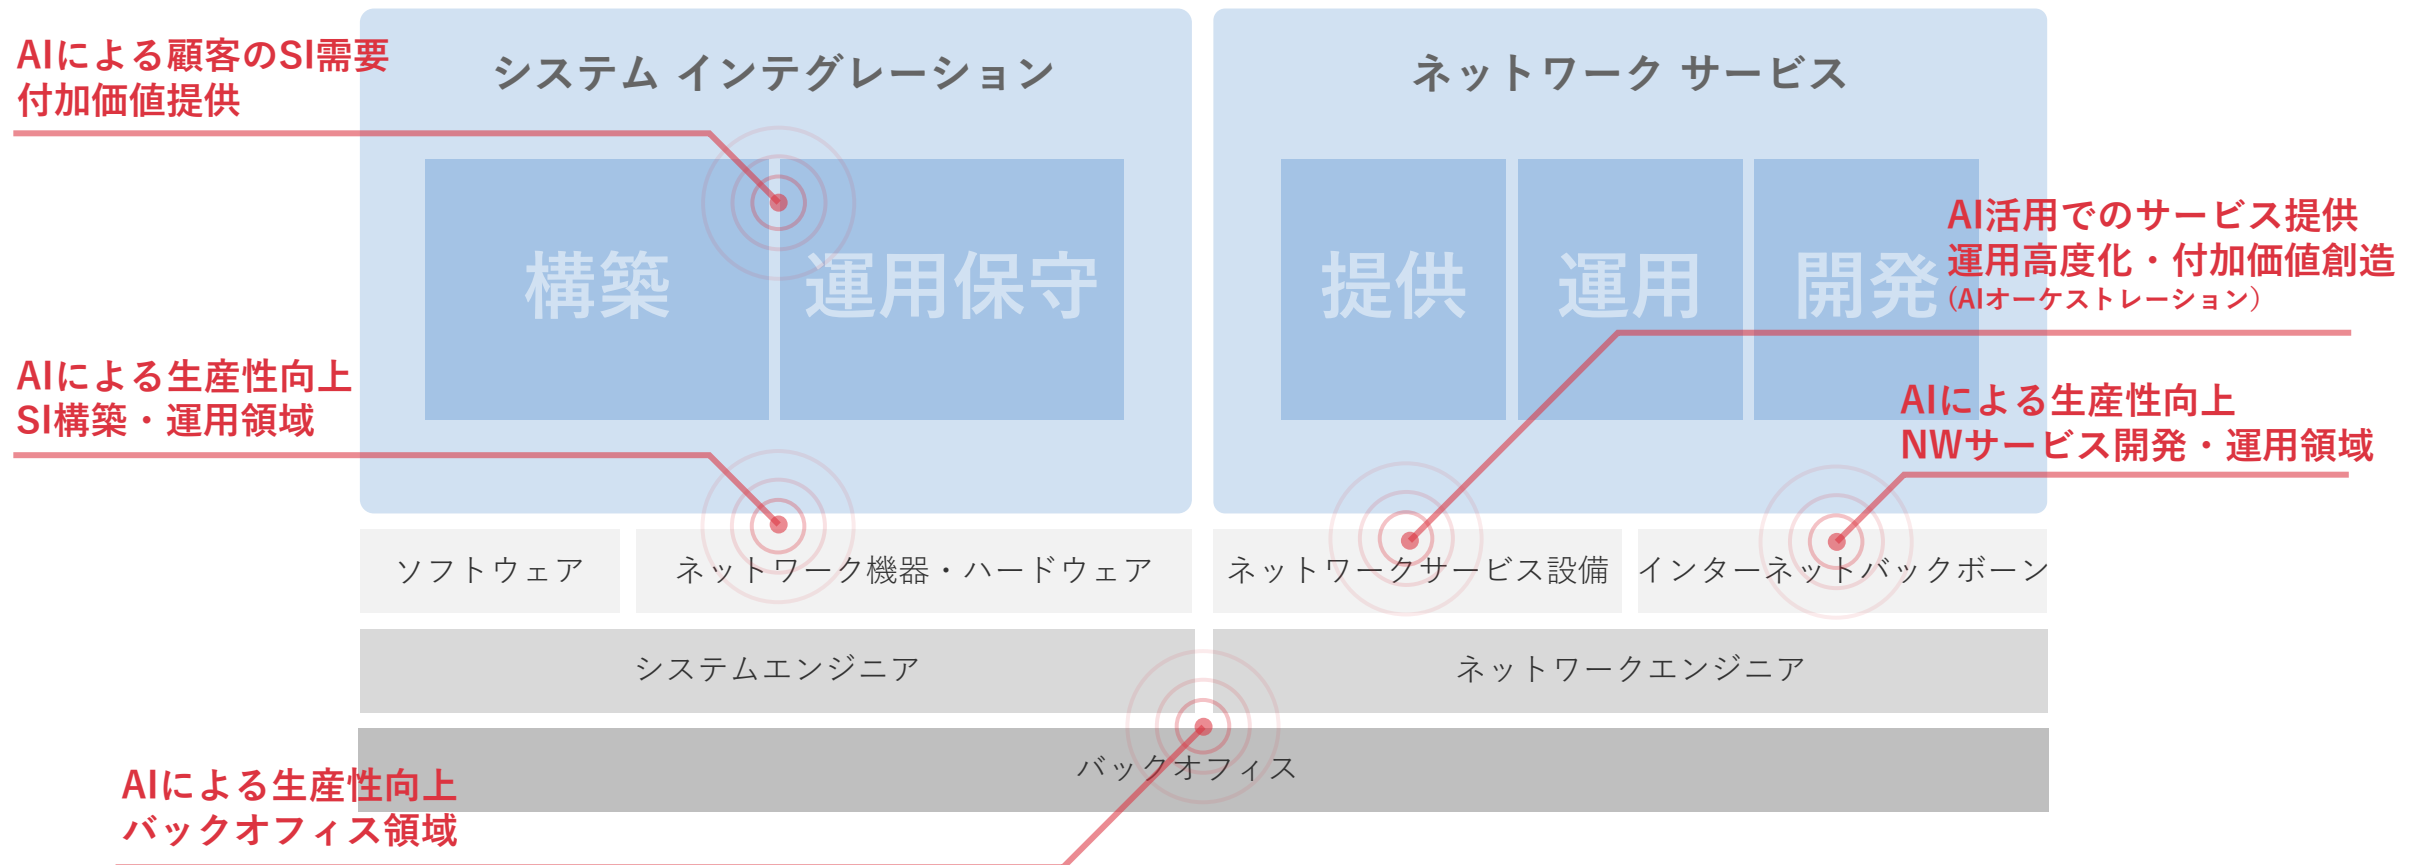 AIによる顧客のSI需要
付加価値提供
システム インテグレーション
ネットワーク サービス
構築
運用保守
提供
運用
開発
AI活用でのサービス提供
運用高度化・付加価値創造
(AIオーケストレーション)
AIによる生産性向上
SI構築・運用領域
AIによる生産性向上
NWサービス開発・運用領域
ソフトウェア
ネットワーク機器・ハードウェア
ネットワークサービス設備
インターネットバックボーン
システムエンジニア
ネットワークエンジニア
バックオフィス
AIによる生産性向上
バックオフィス領域